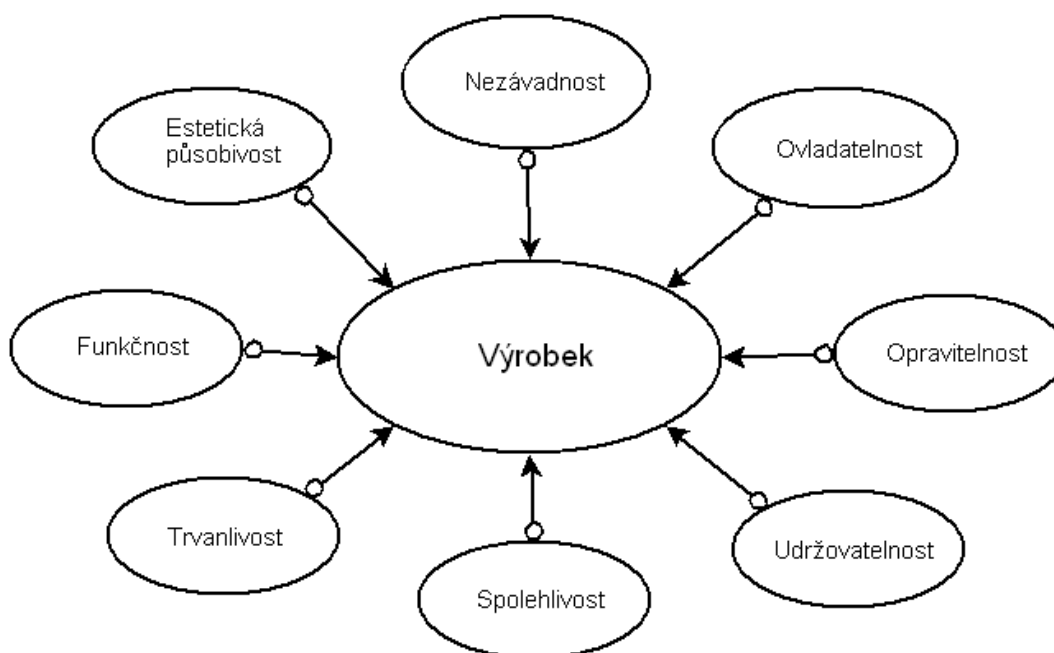 Nezávadnost
Estetická
působivost
Ovladatelnost
Funkčnost
Výrobek
Opravitelnost
Trvanlivost
Udržovatelnost
Spolehlivost